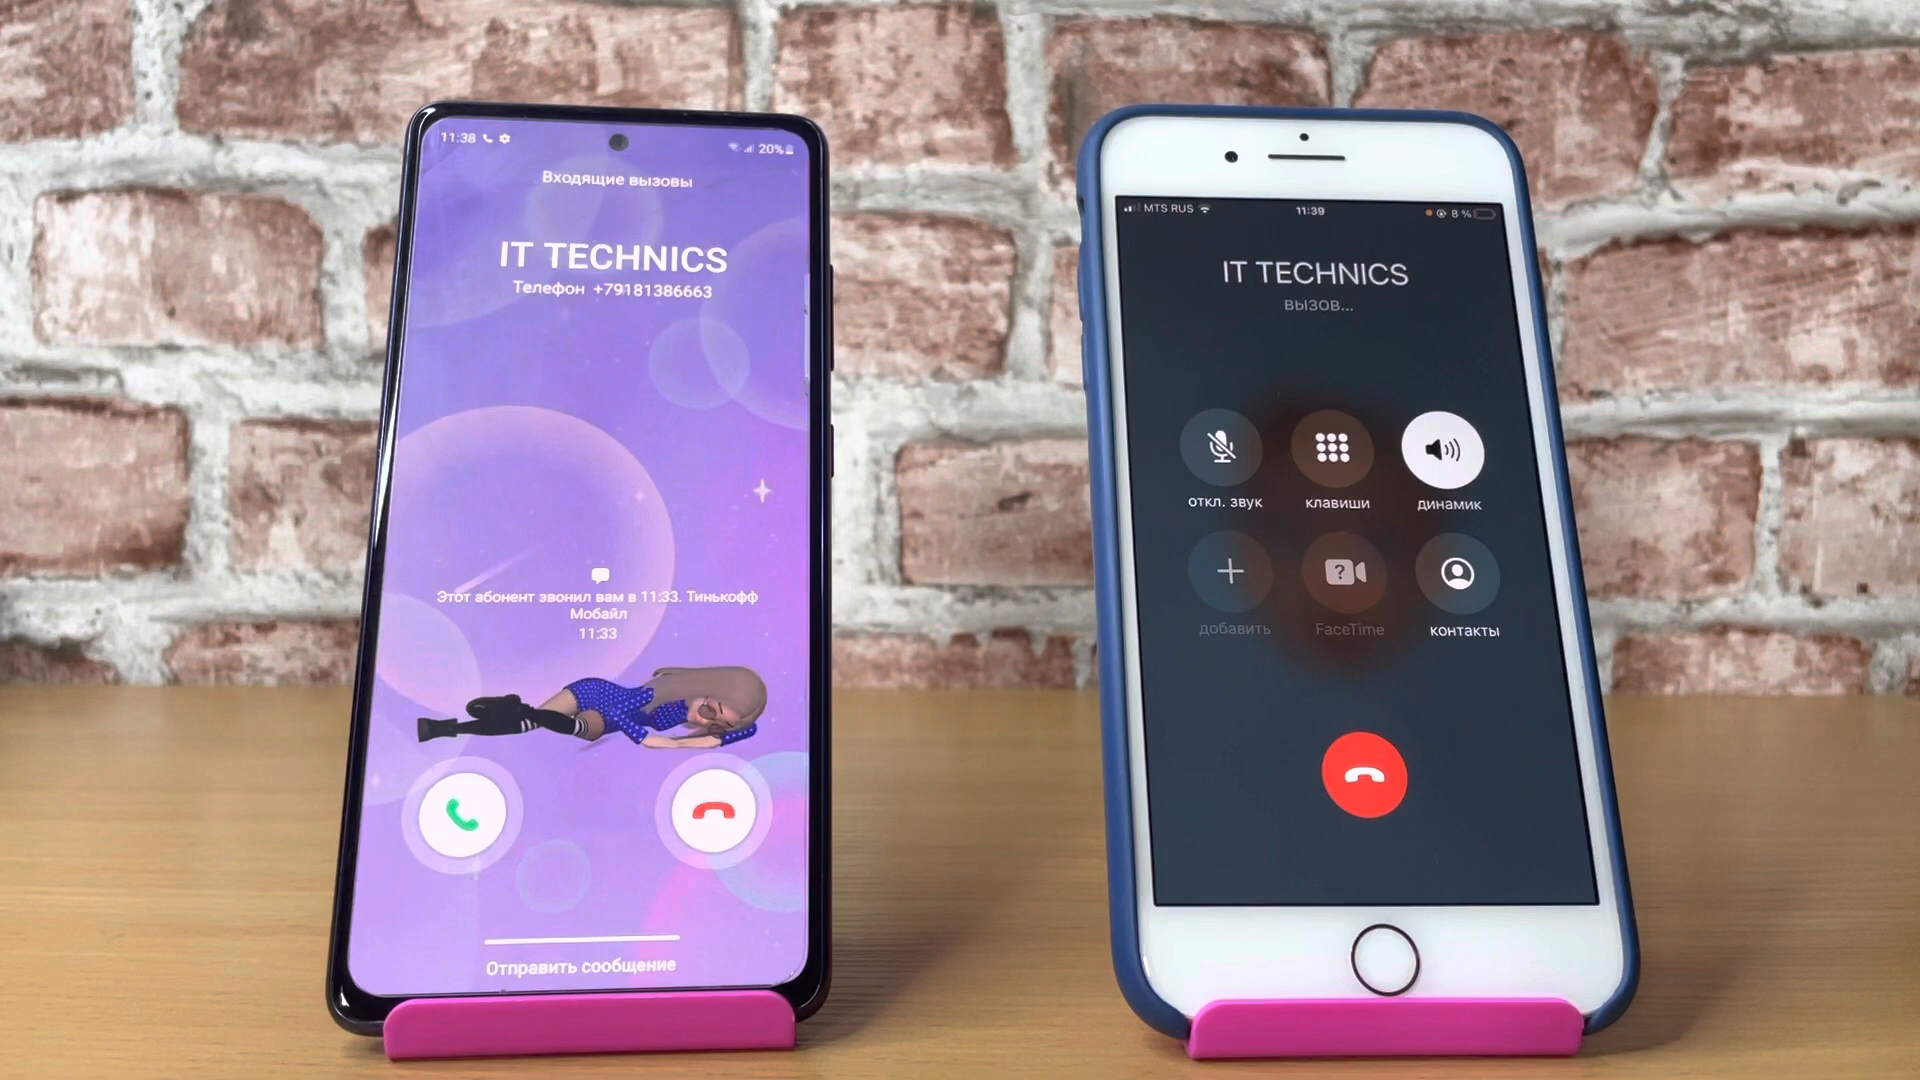 11:38
20%
Входящие вызовы
IT TECHNICS
Телефон +79181386663
Этот абонент звонил вам в 11:33. Тинькофф
Мобайл
11:33
Отправить сообщение
MTS RUS
11:39
8 %
IT TECHNICS
вызов...
откл. звук
клавиши
динамик
добавить
FaceTime
контакты